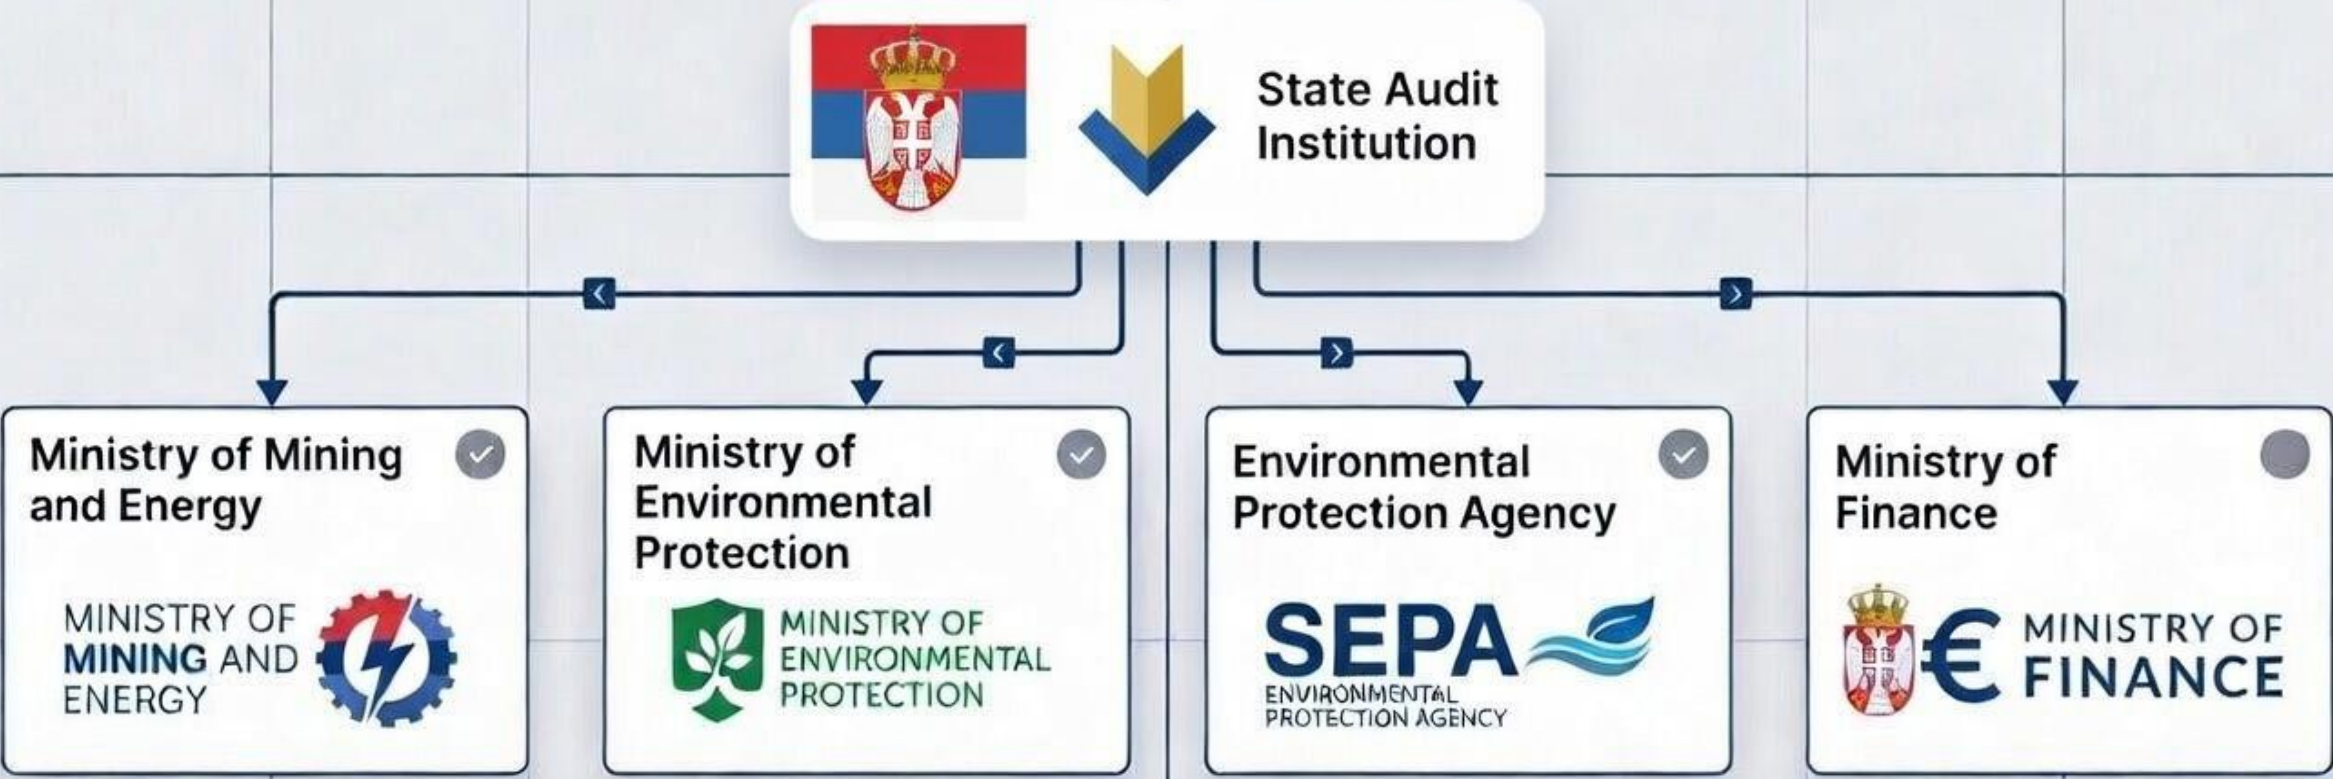 State Audit
Institution
Ministry of Mining
and Energy
MINISTRY OF
MINING AND
ENERGY
Ministry of
Environmental
Protection
MINISTRY OF
ENVIRONMENTAL
PROTECTION
Environmental
Protection Agency
SEPA
ENVIRONMENTAL
PROTECTION AGENCY
Ministry of
Finance
€ MINISTRY OF
FINANCE